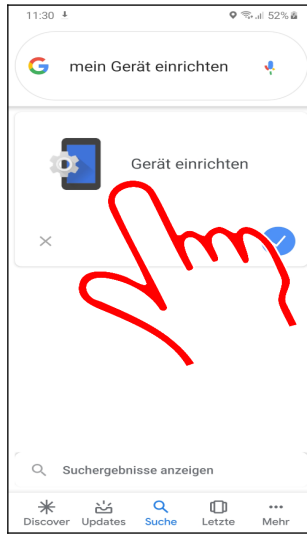 11:30 52%
mein Gerät einrichten
Gerät einrichten
Suchergebnisse anzeigen
Discover Updates Suche Letzte Mehr